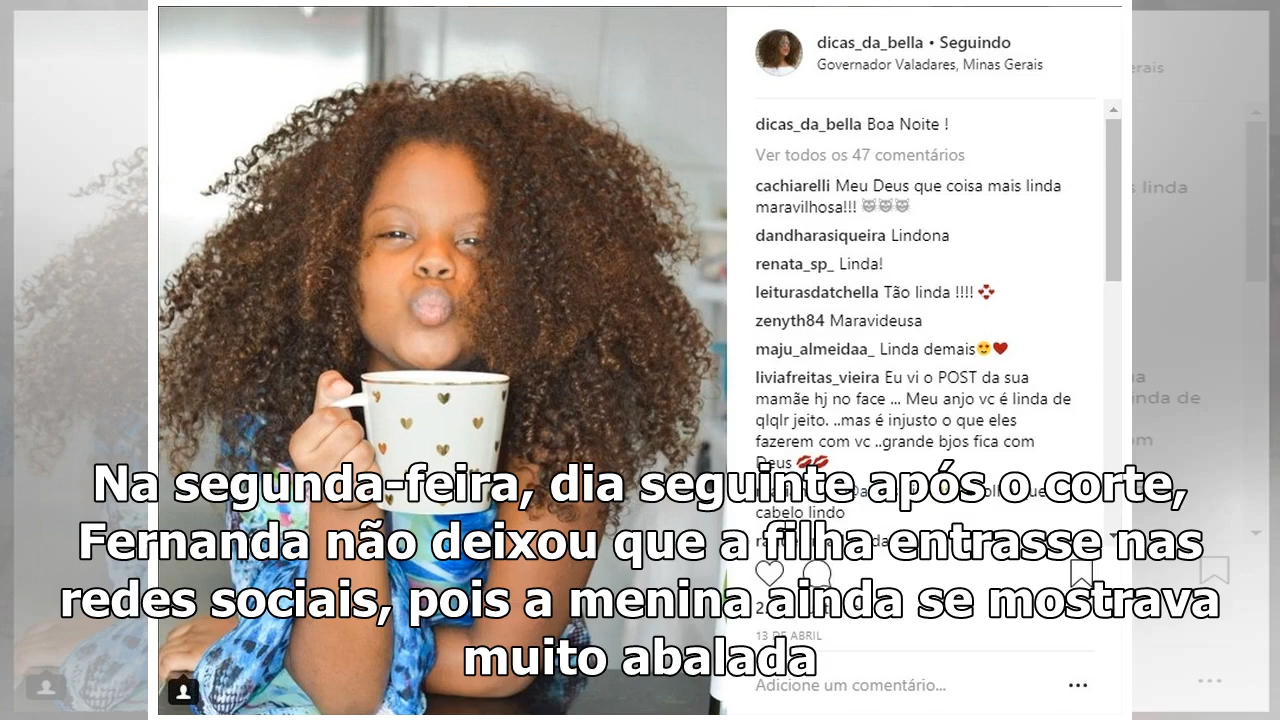 dicas_da_bella • Seguindo
Governador Valadares, Minas Gerais
dicas_da_bella Boa Noite !
Ver todos os 47 comentários
cachiarelli Meu Deus que coisa mais linda
maravilhosa!!! 😻😻😻
dandharasiqueira Lindona
renata_sp_ Linda!
leiturasdatchella Tão linda !!!! 💞
zenyth84 Maravideusa
maju_almeidaa_ Linda demais😍❤
liviafreitas_vieira Eu vi o POST da sua
mamãe hj no face ... Meu anjo vc é linda de
qlqlr jeito. ..mas é injusto o que eles
fazerem com vc ..grande bjos fica com
Deus 💋💋
cabelo lindo
13 DE ABRIL
Adicione um comentário...
Na segunda-feira, dia seguinte após o corte,
Fernanda não deixou que a filha entrasse nas
redes sociais, pois a menina ainda se mostrava
muito abalada
erais
linda
inda de